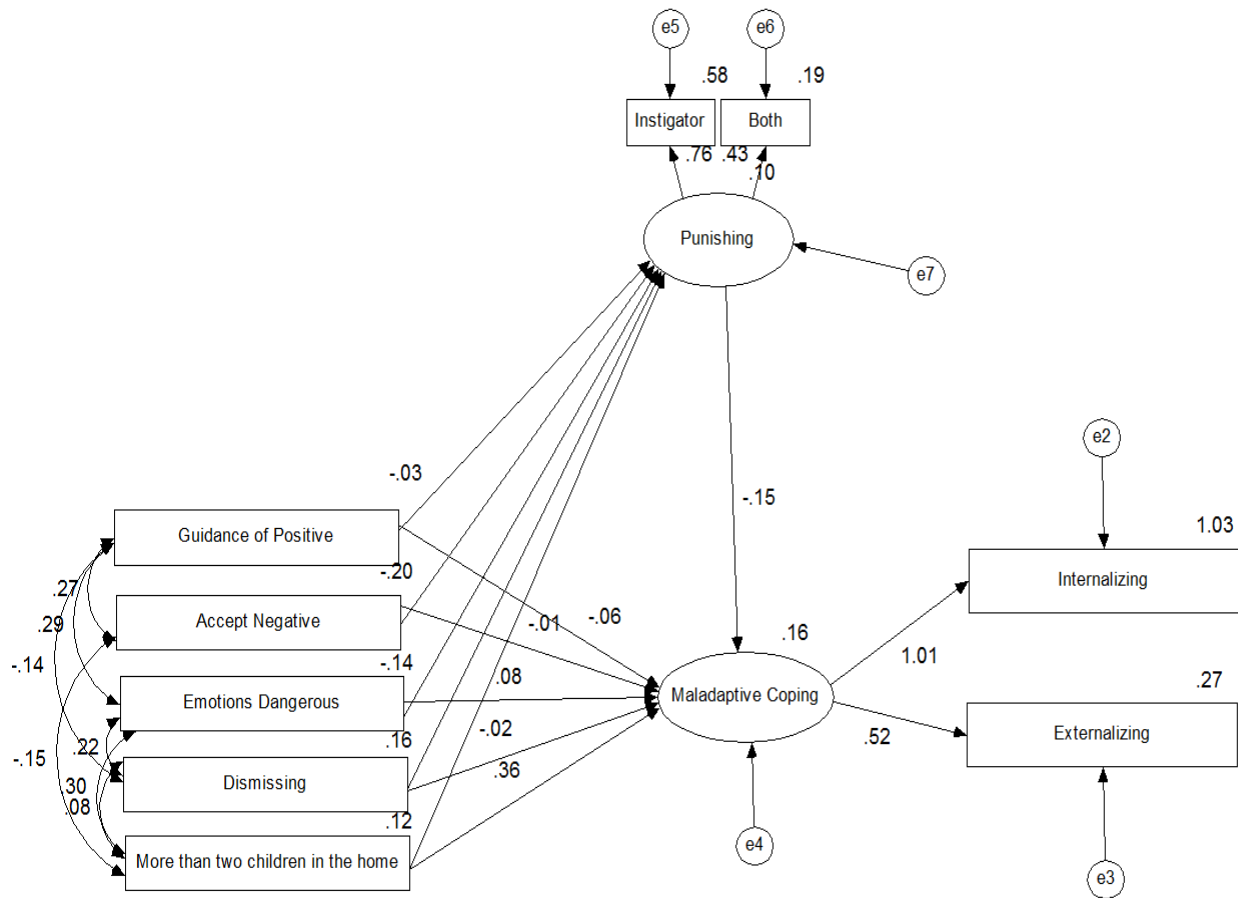 e5
e6
.58
.19
Instigator
Both
.76
.43
.10
Punishing
e7
e2
-.03
-.15
1.03
Guidance of Positive
Internalizing
.27
-.20
Accept Negative
-.01
-.06
.16
1.01
.29
-.14
-.14
.08
Maladaptive Coping
.27
Emotions Dangerous
.52
Externalizing
.22
.16
-.02
-.15
.30
Dismissing
.36
.08
.12
More than two children in the home
e4
e3